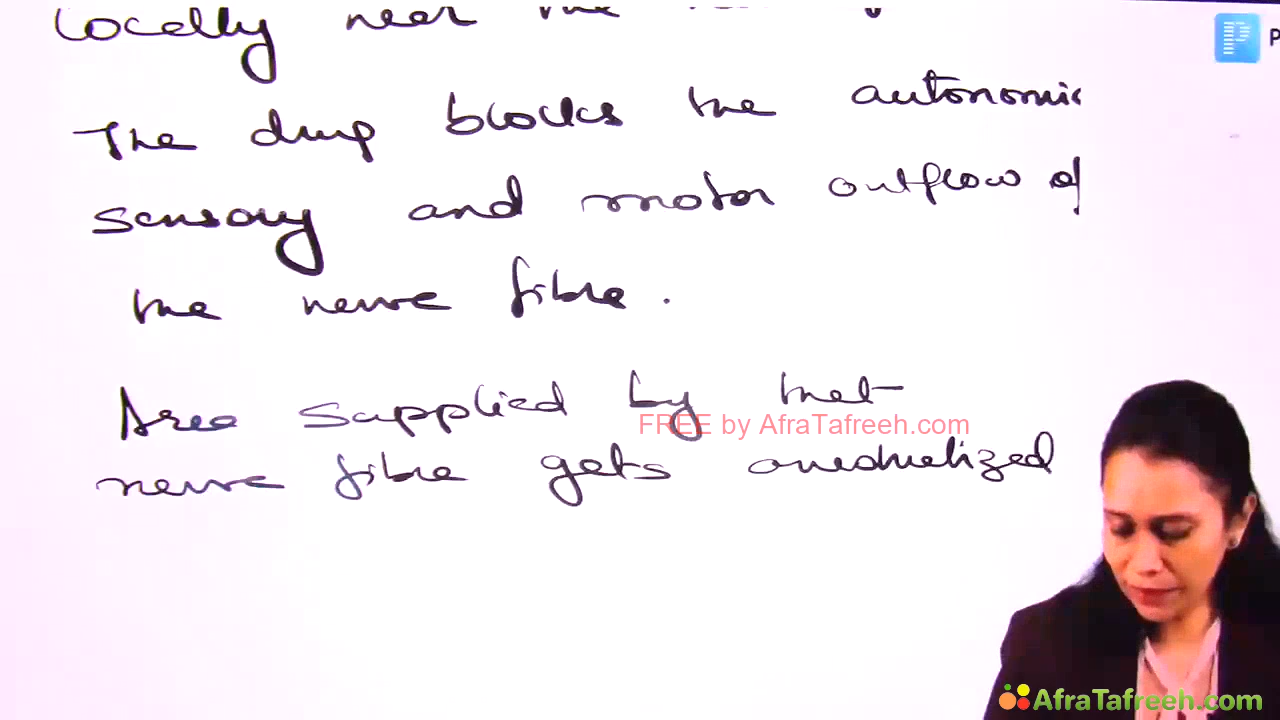 Locally near the
The drug blocks the autonomic
sensory and motor outflow of
the nerve fibre.
Area supplied by that
FREE by AfraTafreeh.com
nerve fibre gets
P
AfraTafreeh.com